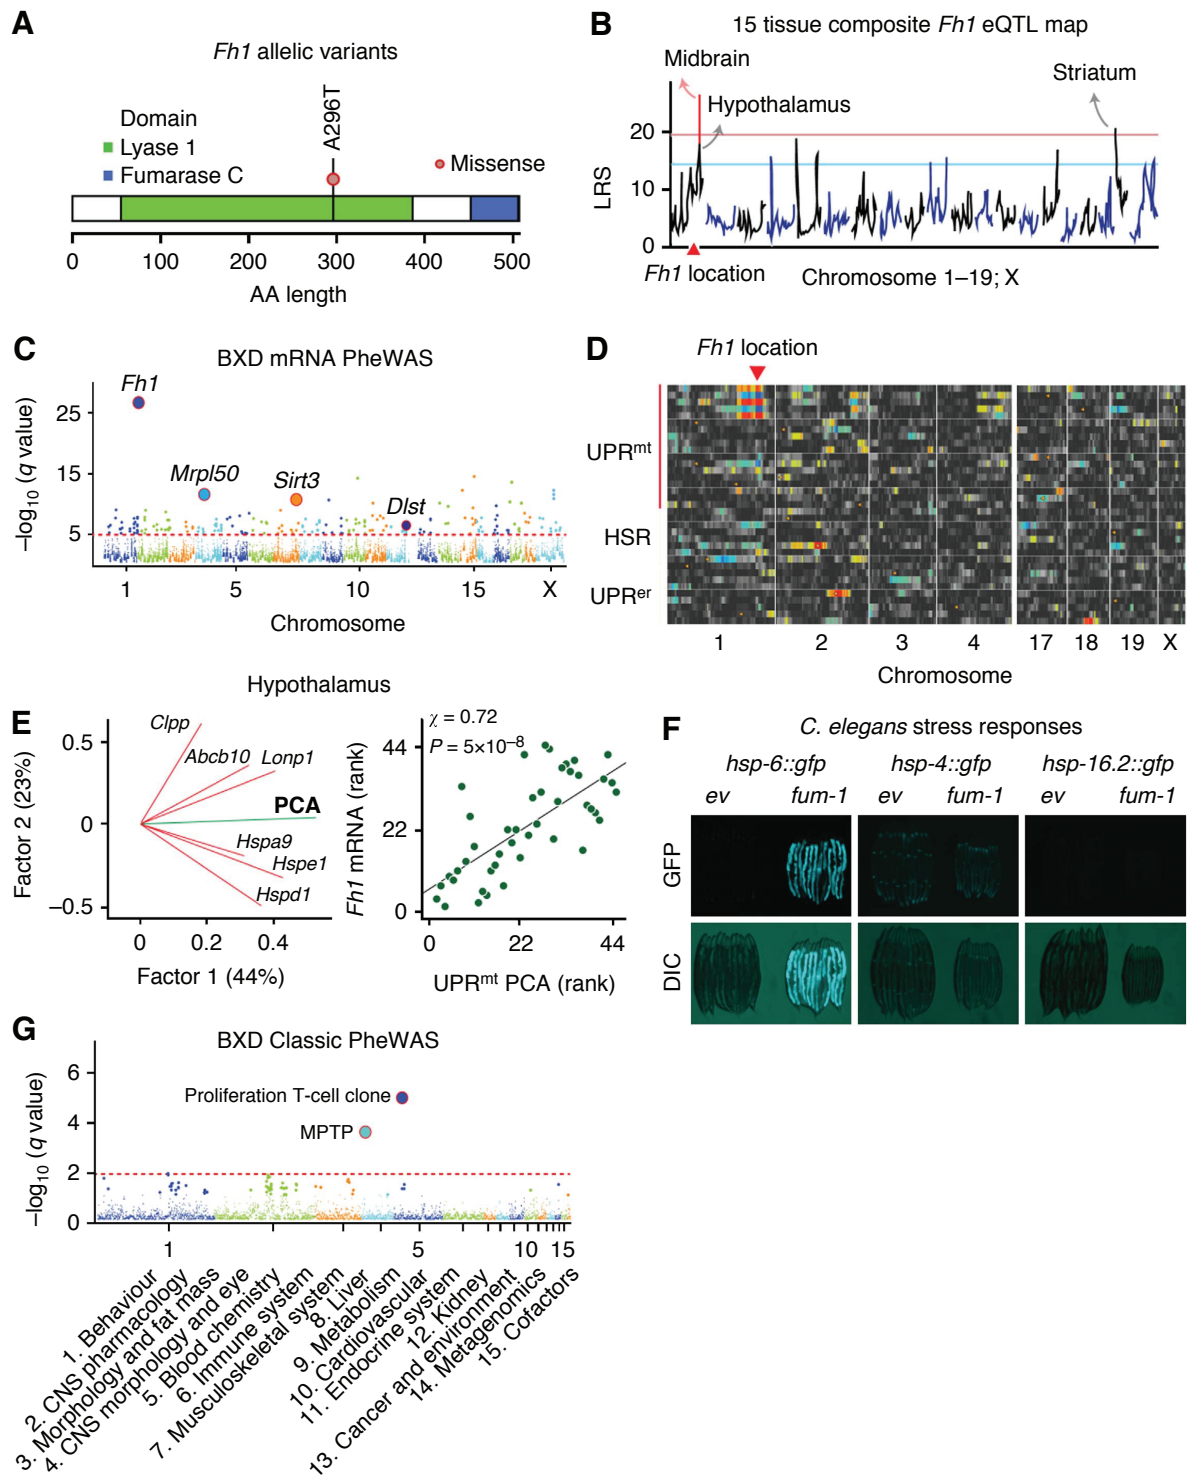 A
Fh1 allelic variants
Domain
Lyase 1
Fumarase C
A296T
Missense
0 100 200 300 400 500
AA length
B
15 tissue composite Fh1 eQTL map
Midbrain
Hypothalamus
Striatum
LRS
20
10
0
Fh1 location
Chromosome 1–19; X
C
BXD mRNA PheWAS
Fh1
Mrpl50
Sirt3
Dlst
–log10 (q value)
25
15
5
1 5 10 15 X
Chromosome
D
Fh1 location
UPRmt
HSR
UPRer
1 2 3 4 17 18 19 X
Chromosome
Hypothalamus
E
Factor 2 (23%)
0.5
0
–0.5
Clpp
Abcb10
Lonp1
PCA
Hspa9
Hspe1
Hspd1
0 0.2 0.4
Factor 1 (44%)
χ = 0.72
P = 5×10–8
Fh1 mRNA (rank)
44
22
0
0 22 44
UPRmt PCA (rank)
F
C. elegans stress responses
hsp-6::gfp hsp-4::gfp hsp-16.2::gfp
ev fum-1 ev fum-1 ev fum-1
GFP
DIC
G
BXD Classic PheWAS
–log10 (q value)
6
4
2
0
Proliferation T-cell clone
MPTP
1 5 10 15
1. Behaviour
2. CNS pharmacology
3. Morphology and fat mass
4. CNS morphology and eye
5. Blood chemistry
6. Immune system
7. Musculoskeletal system
8. Liver
9. Metabolism
10. Cardiovascular
11. Endocrine system
12. Kidney
13. Cancer and environment
14. Metagenomics
15. Cofactors